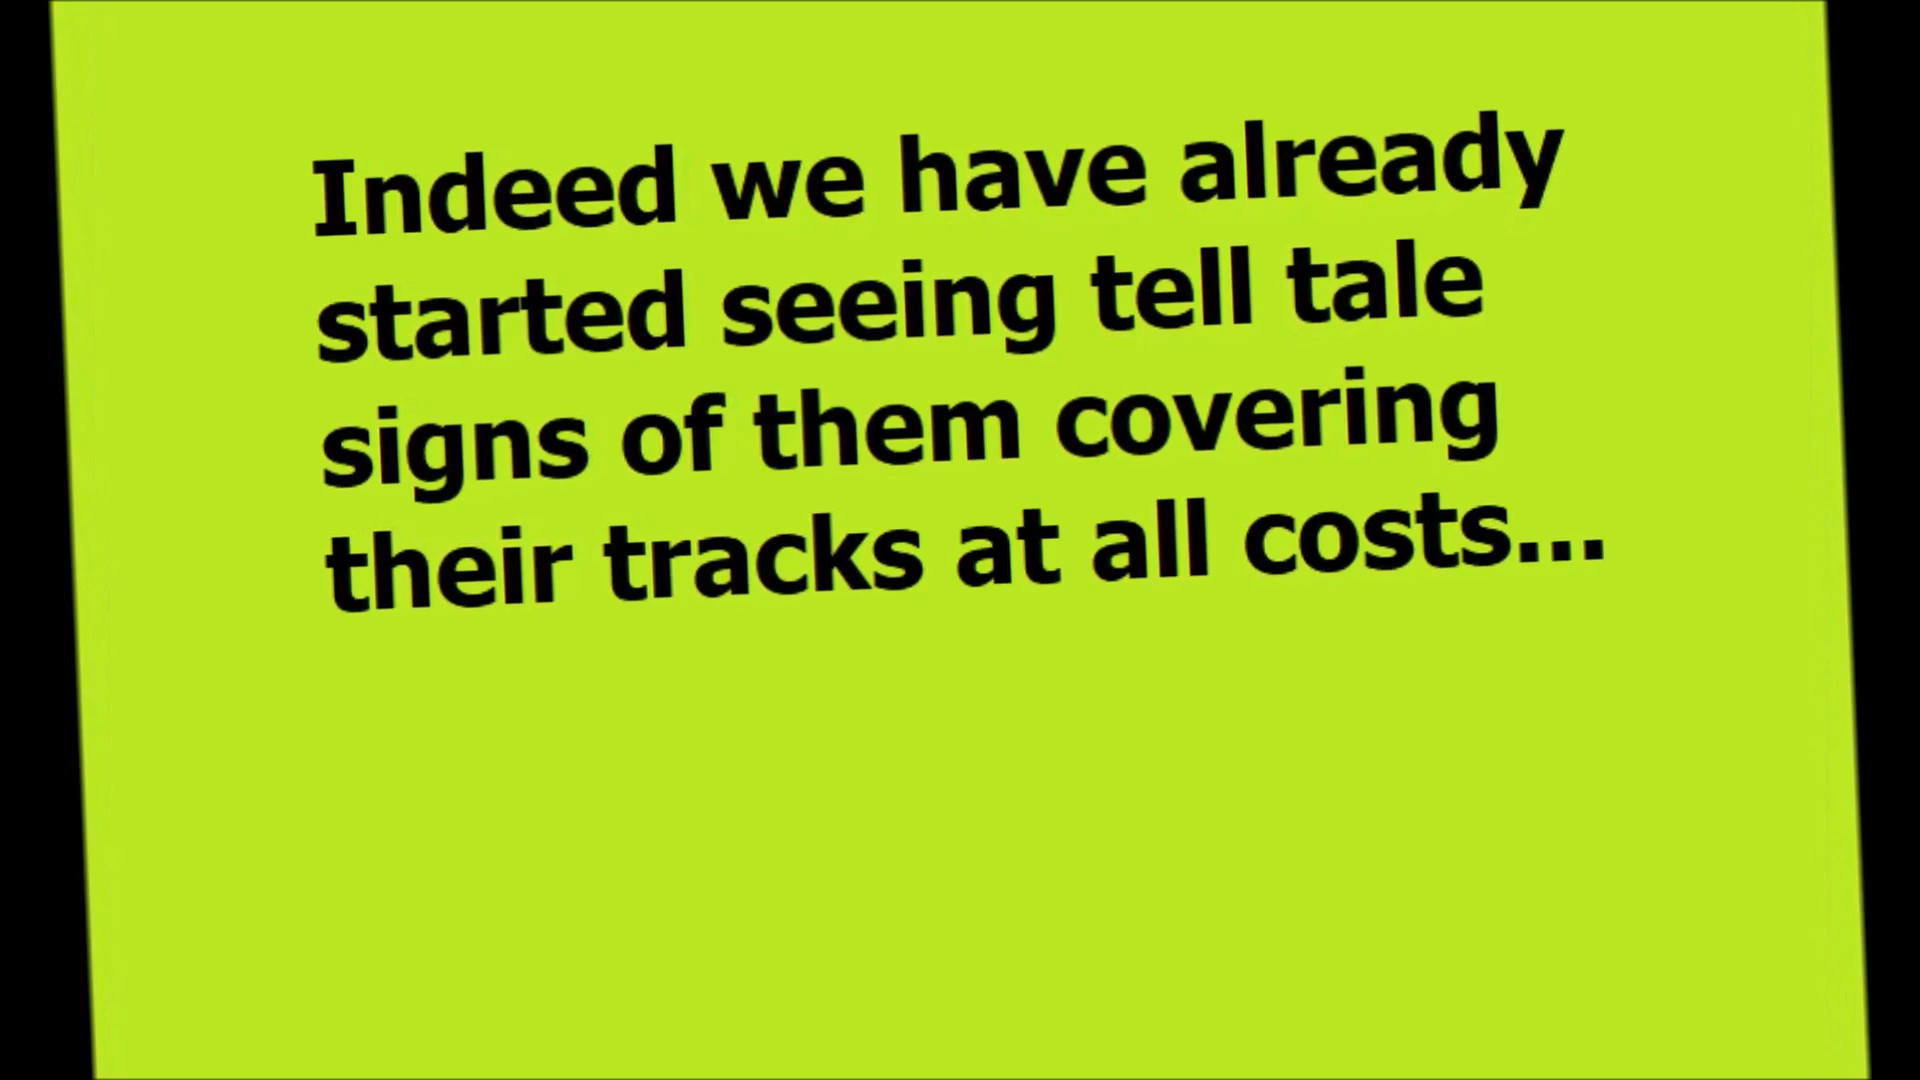 Indeed we have already
started seeing tell tale
signs of them covering
their tracks at all costs...